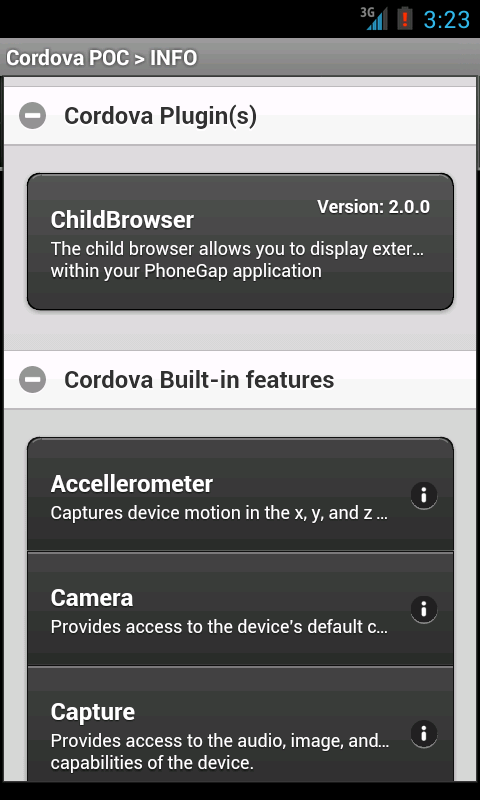 3G 3:23
Cordova POC > INFO
Cordova Plugin(s)
Version: 2.0.0
ChildBrowser
The child browser allows you to display exter...
within your PhoneGap application
Cordova Built-in features
Accellerometer
Captures device motion in the x, y, and z ...
Camera
Provides access to the device's default c...
Capture
Provides access to the audio, image, and...
capabilities of the device.